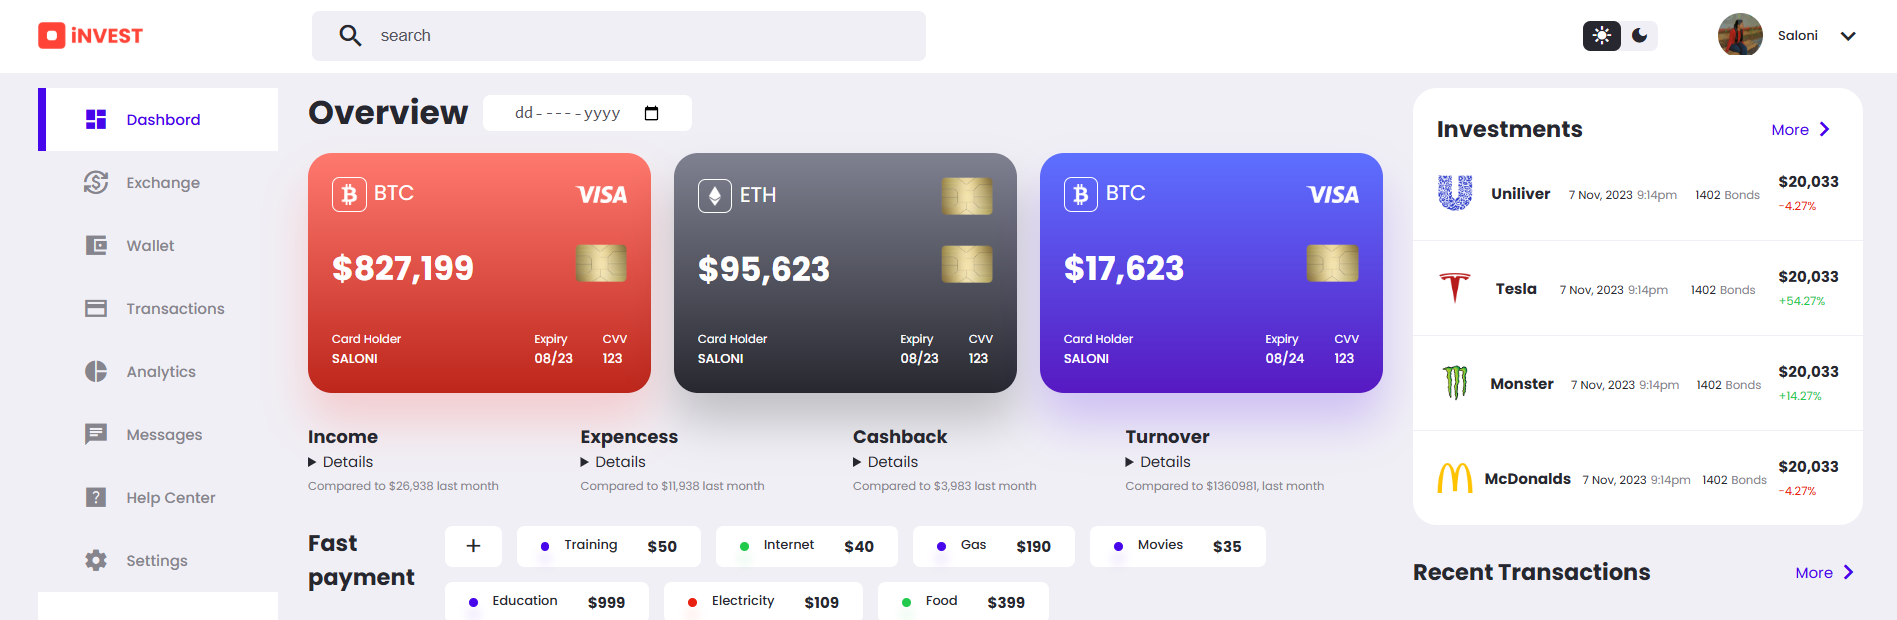 iNVEST
search
Saloni
Dashbord
Exchange
Wallet
Transactions
Analytics
Messages
Help Center
Settings
Overview
dd-----yyyy
BTC
VISA
$827,199
Card Holder
SALONI
Expiry
08/23
CVV
123
ETH
$95,623
Card Holder
SALONI
Expiry
08/23
CVV
123
BTC
VISA
$17,623
Card Holder
SALONI
Expiry
08/24
CVV
123
Income
Details
Compared to $26,938 last month
Expencess
Details
Compared to $11,938 last month
Cashback
Details
Compared to $3,983 last month
Turnover
Details
Compared to $1360981, last month
Fast
payment
+
Training $50
Internet $40
Gas $190
Movies $35
Education $999
Electricity $109
Food $399
Investments
More
Uniliver 7 Nov, 2023 9:14pm 1402 Bonds $20,033
-4.27%
Tesla 7 Nov, 2023 9:14pm 1402 Bonds $20,033
+54.27%
Monster 7 Nov, 2023 9:14pm 1402 Bonds $20,033
+14.27%
McDonalds 7 Nov, 2023 9:14pm 1402 Bonds $20,033
-4.27%
Recent Transactions
More